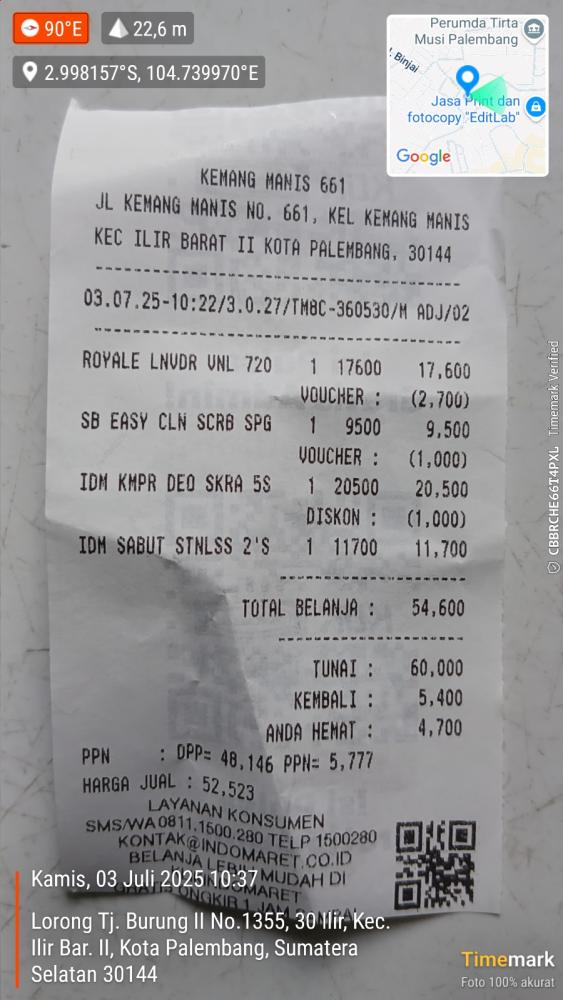 90°E
22,6 m
2.998157°S, 104.739970°E
Perumda Tirta
Musi Palembang
Binjai
Jasa Print dan
fotocopy "EditLab"
Google
KEMANG MANIS 661
JL KEMANG MANIS NO. 661, KEL KEMANG MANIS
KEC ILIR BARAT II KOTA PALEMBANG, 30144
03.07.25-10:22/3.0.27/TM8C-360530/M ADJ/02
ROYALE LNVDR VNL 720 1 17600 17,600
VOUCHER : (2,700)
SB EASY CLN SCRB SPG 1 9500 9,500
VOUCHER : (1,000)
IDM KMPR DEO SKRA 5S 1 20500 20,500
DISKON : (1,000)
IDM SABUT STNLSS 2'S 1 11700 11,700
TOTAL BELANJA : 54,600
TUNAI : 60,000
KEMBALI : 5,400
ANDA HEMAT : 4,700
PPN : DPP= 48,146 PPN= 5,777
HARGA JUAL : 52,523
LAYANAN KONSUMEN
SMS/WA 0811.1500.280 TELP 1500280
KONTAK@INDOMARET.CO.ID
BELANJA LEBIH MUDAH DI
INDOMARET
ONGKIR 1 JAM
Kamis, 03 Juli 2025 10:37
Lorong Tj. Burung II No.1355, 30 Ilir, Kec.
Ilir Bar. II, Kota Palembang, Sumatera
Selatan 30144
Timemark
Foto 100% akurat
CBBRCHE66T4PXL Timemark Verified